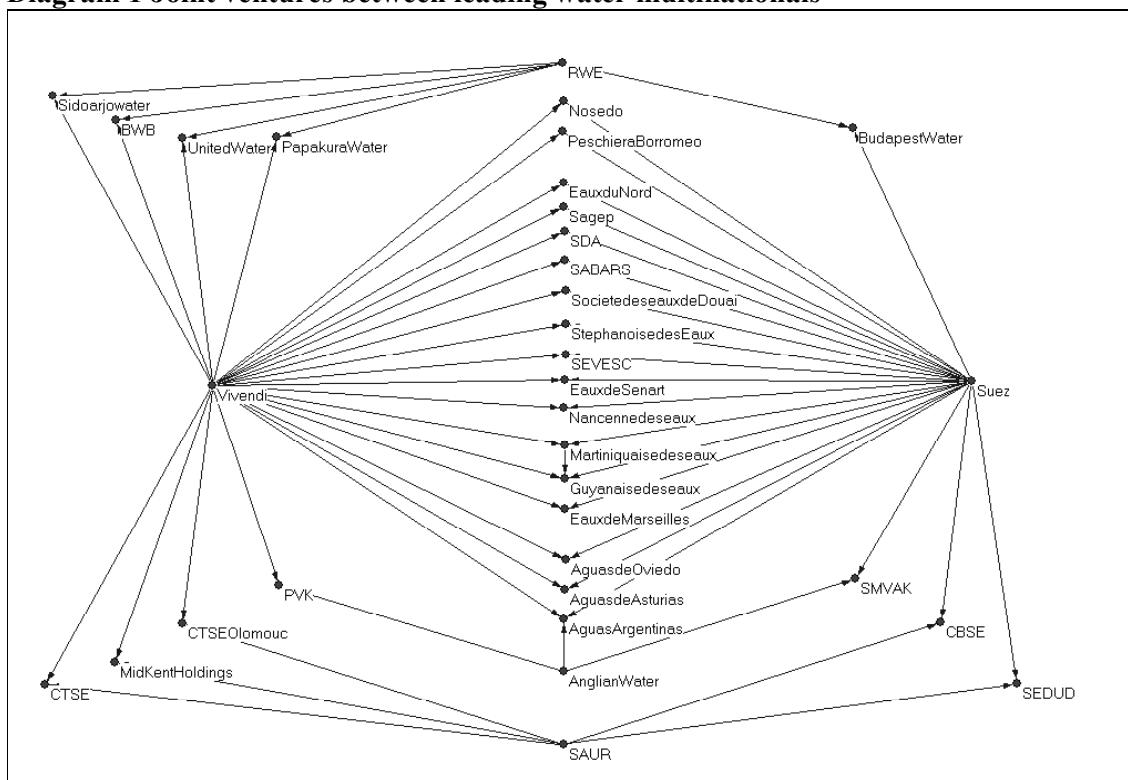 Diagram 1 Joint ventures between leading water multinationals
RWE
Sidoarjowater
BWB
UnitedWater
PapakuraWater
Nosedo
PeschieraBorromeo
BudapestWater
EauxduNord
Sagep
SDA
SADARS
SocietedeseauxdeDouai
StephanoisedesEaux
SEVESC
EauxdeSenart
Vivendi
Suez
Nancennedeseaux
Martiniquaisedeseaux
Guyanaisedeseaux
EauxdeMarseilles
AguasdeOviedo
PVK
AguasdeAsturias
SMVAK
AguasArgentinas
CTSEOlomouc
CBSE
MidKentHoldings
AnglianWater
CTSE
SEDUD
SAUR